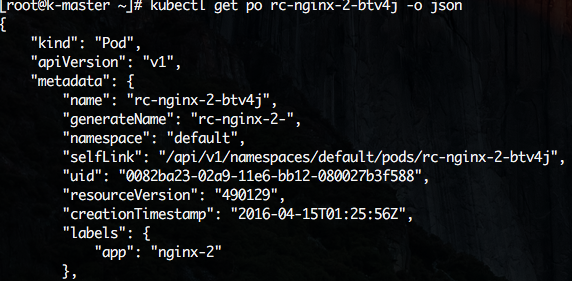 [root@k-master ~]# kubectl get po rc-nginx-2-btv4j -o json
{
    "kind": "Pod",
    "apiVersion": "v1",
    "metadata": {
        "name": "rc-nginx-2-btv4j",
        "generateName": "rc-nginx-2-",
        "namespace": "default",
        "selfLink": "/api/v1/namespaces/default/pods/rc-nginx-2-btv4j",
        "uid": "0082ba23-02a9-11e6-bb12-080027b3f588",
        "resourceVersion": "490129",
        "creationTimestamp": "2016-04-15T01:25:56Z",
        "labels": {
            "app": "nginx-2"
        },